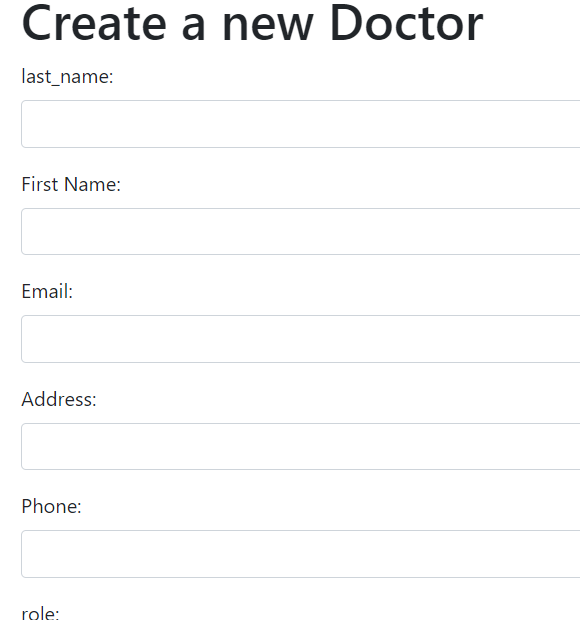 Create a new Doctor
last_name:
First Name:
Email:
Address:
Phone:
role: